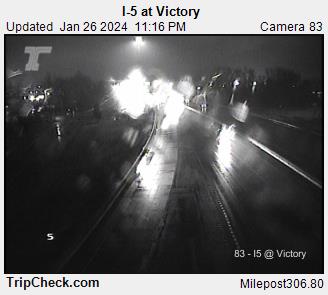 I-5 at Victory
Updated Jan 26 2024 11:16 PM Camera 83
T
S
83 - I5 @ Victory
TripCheck.com Milepost306.80